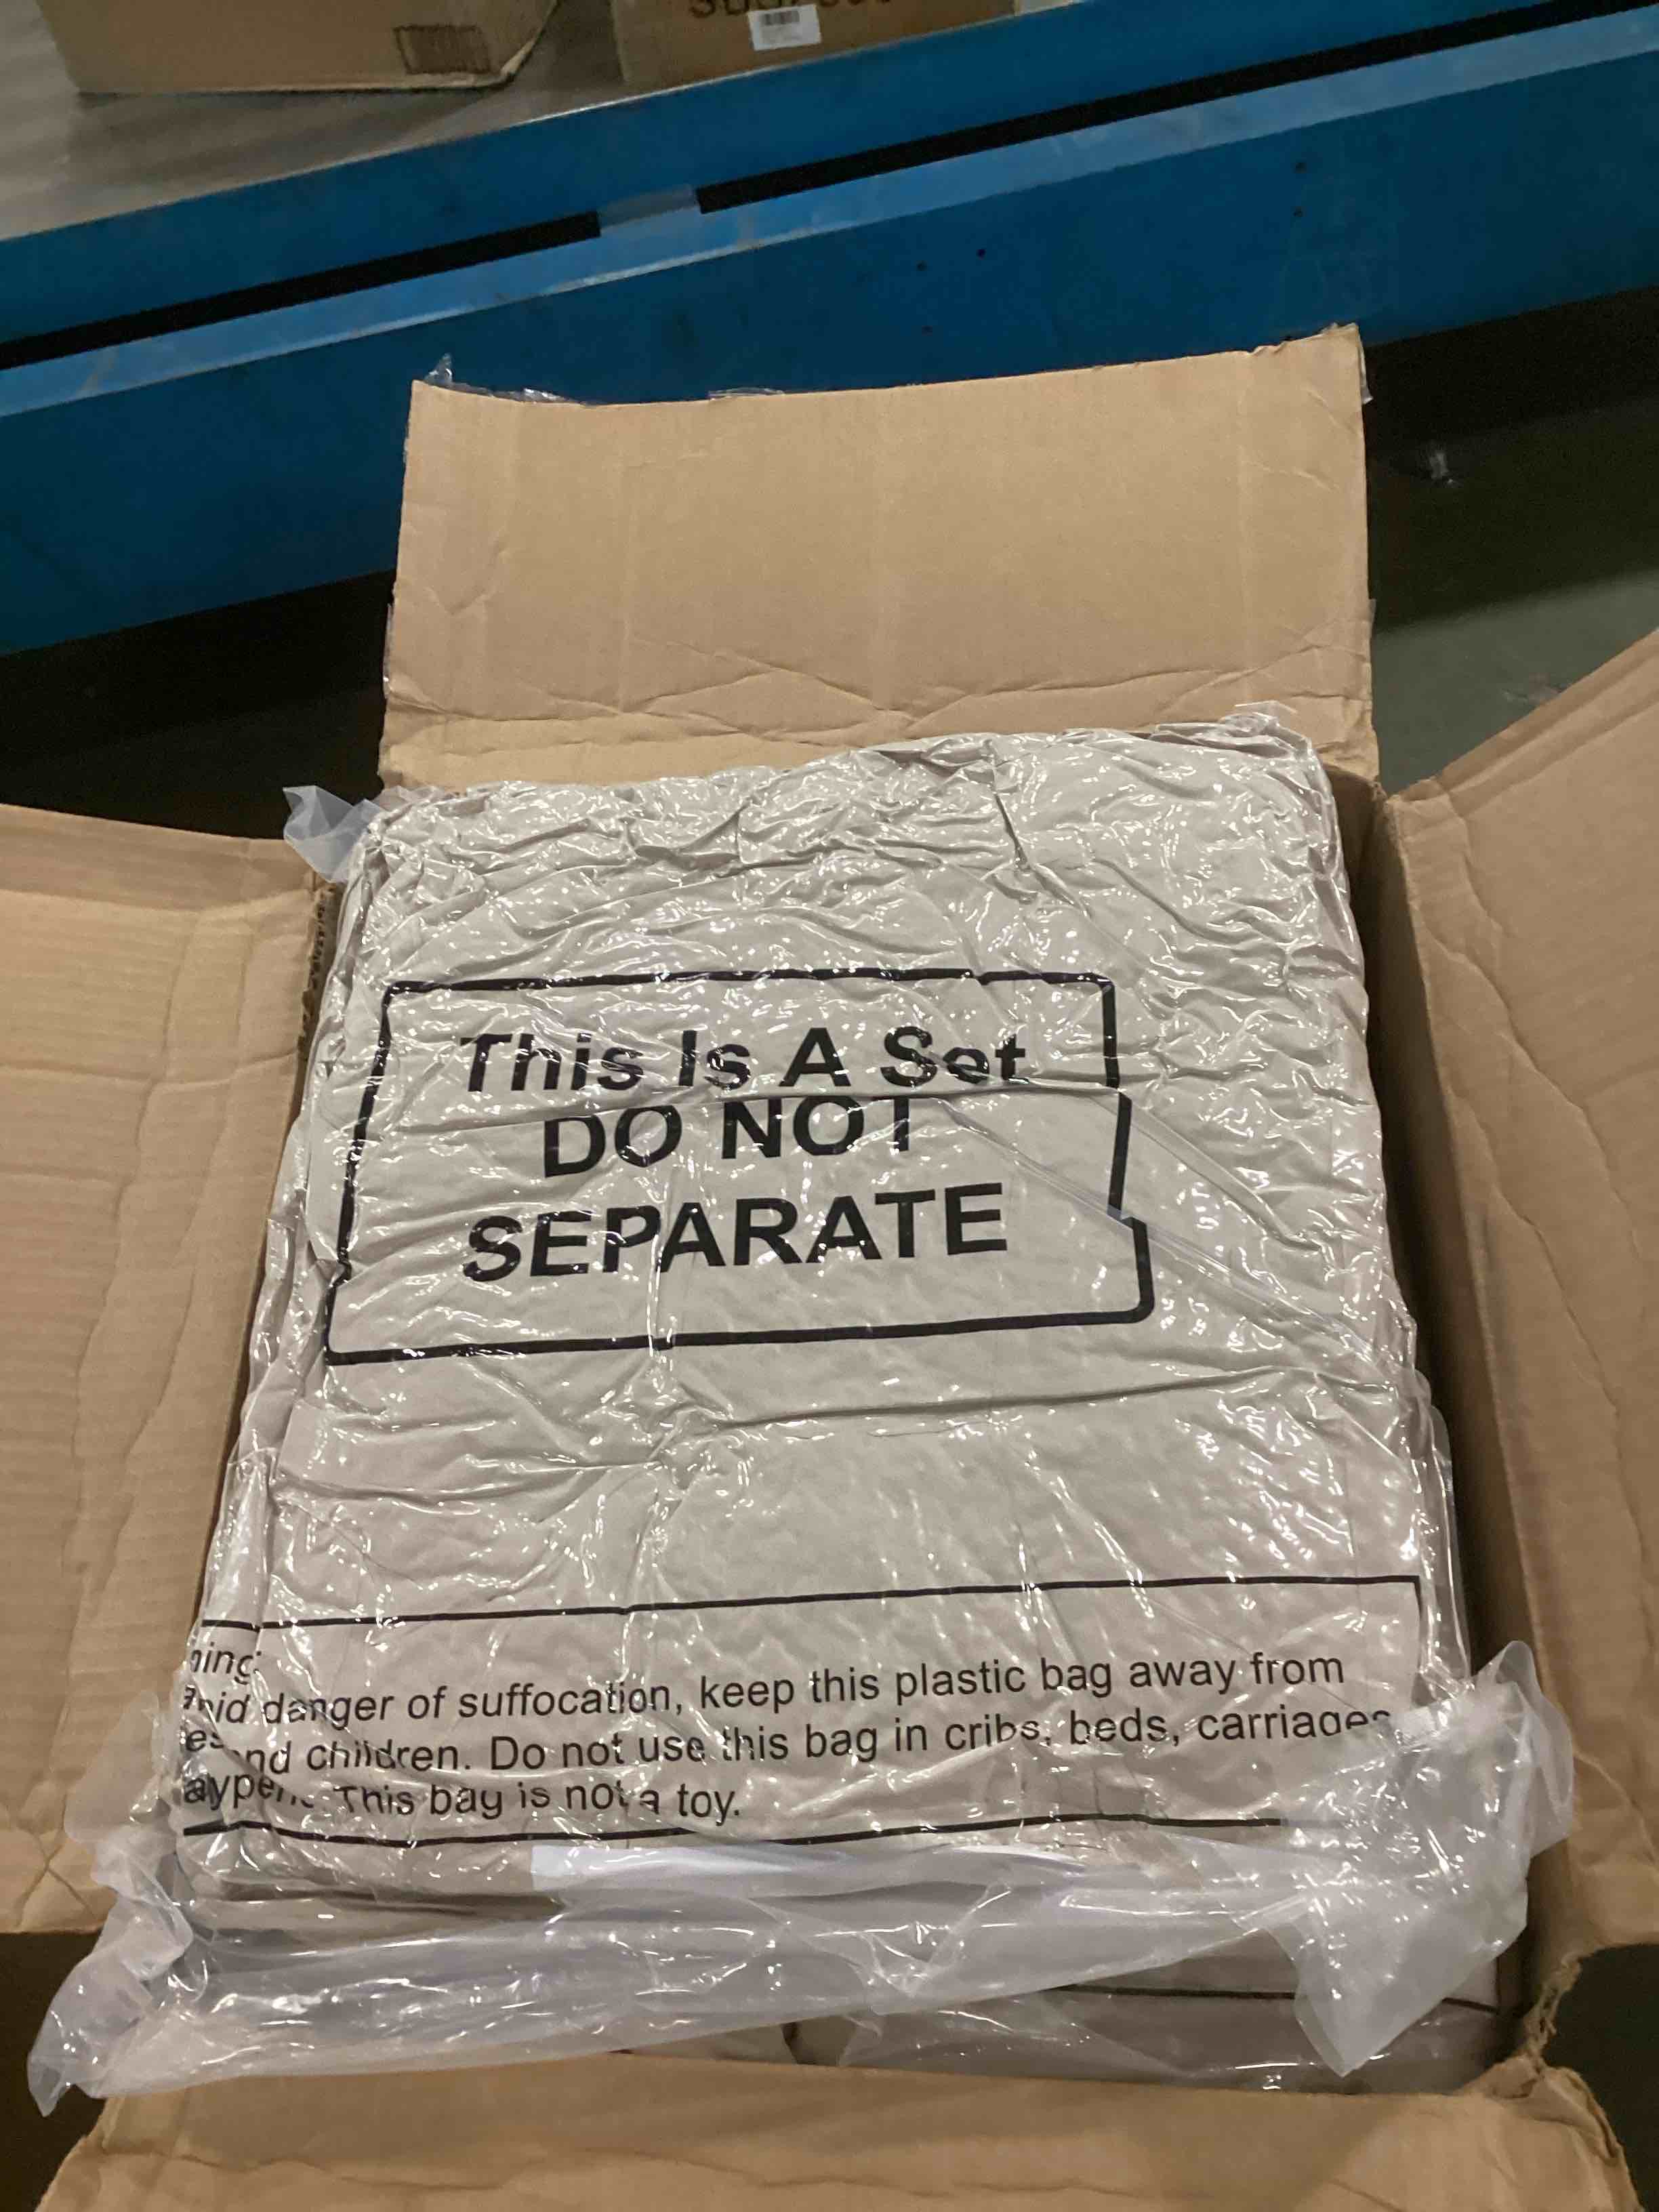 This Is A Set
DO NOT
SEPARATE
danger of suffocation, keep this plastic bag away from
and children. Do not use this bag in cribs, beds, carriages
This bag is not a toy.